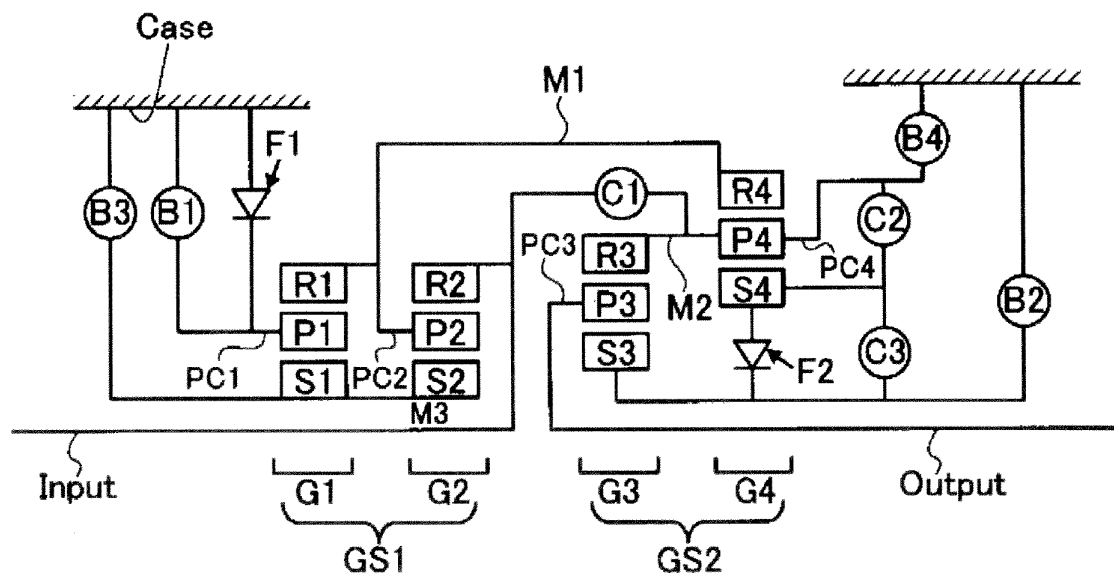 Case
M1
F1
B4
B3
B1
C1
R4
C2
PC3
R3
P4
PC4
R1
R2
M2
S4
B2
P1
P2
P3
PC1
S1
PC2
S2
S3
F2
C3
M3
Input
G1
G2
G3
G4
Output
GS1
GS2